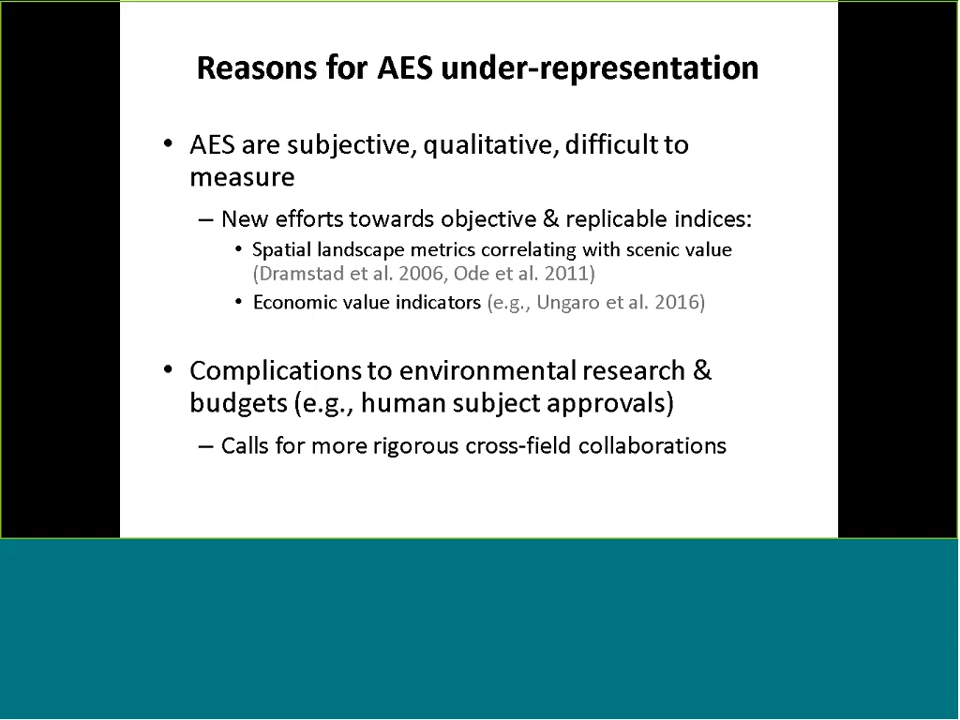 Reasons for AES under-representation
• AES are subjective, qualitative, difficult to
measure
– New efforts towards objective & replicable indices:
• Spatial landscape metrics correlating with scenic value
(Dramstad et al. 2006, Ode et al. 2011)
• Economic value indicators (e.g., Ungaro et al. 2016)
• Complications to environmental research &
budgets (e.g., human subject approvals)
– Calls for more rigorous cross-field collaborations